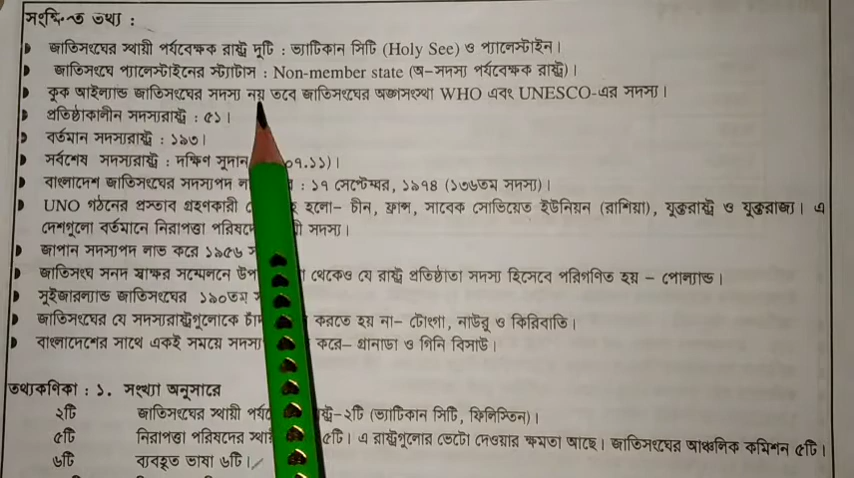 সংক্ষিপ্ত তথ্য :
জাতিসংঘের স্থায়ী পর্যবেক্ষক রাষ্ট্র দুটি : ভ্যাটিকান সিটি (Holy See) ও প্যালেস্টাইন।
জাতিসংঘে প্যালেস্টাইনের স্ট্যাটাস : Non-member state (অ-সদস্য পর্যবেক্ষক রাষ্ট্র)।
কুক আইল্যান্ড জাতিসংঘের সদস্য নয় তবে জাতিসংঘের অঙ্গসংস্থা WHO এবং UNESCO-এর সদস্য।
প্রতিষ্ঠাকালীন সদস্যরাষ্ট্র : ৫১।
বর্তমান সদস্যরাষ্ট্র : ১৯৩।
সর্বশেষ সদস্যরাষ্ট্র : দক্ষিণ সুদান ০৭.১১)।
বাংলাদেশ জাতিসংঘের সদস্যপদ : ১৭ সেপ্টেম্বর, ১৯৭৪ (১৩৬তম সদস্য)।
UNO গঠনের প্রস্তাব গ্রহণকারী হলো- চীন, ফ্রান্স, সাবেক সোভিয়েত ইউনিয়ন (রাশিয়া), যুক্তরাষ্ট্র ও যুক্তরাজ্য। এ
দেশগুলো বর্তমানে নিরাপত্তা সদস্য।
জাপান সদস্যপদ লাভ করে ১৯৫৬
জাতিসংঘ সনদ স্বাক্ষর সম্মেলনে থেকেও যে রাষ্ট্র প্রতিষ্ঠাতা সদস্য হিসেবে পরিগণিত হয় – পোল্যান্ড।
সুইজারল্যান্ড জাতিসংঘের ১৯০তম
জাতিসংঘের যে সদস্যরাষ্ট্রগুলোকে করতে হয় না- টোংগা, নাউরু ও কিরিবাতি।
বাংলাদেশের সাথে একই সময়ে করে- গ্রানাডা ও গিনি বিসাউ।
তথ্যকণিকা : ১. সংখ্যা অনুসারে
২টি জাতিসংঘের স্থায়ী -২টি (ভ্যাটিকান সিটি, ফিলিস্তিন)।
৫টি নিরাপত্তা পরিষদের ৫টি। এ রাষ্ট্রগুলোর ভেটো দেওয়ার ক্ষমতা আছে। জাতিসংঘের আঞ্চলিক কমিশন ৫টি।
৬টি ব্যবহৃত ভাষা ৬টি।